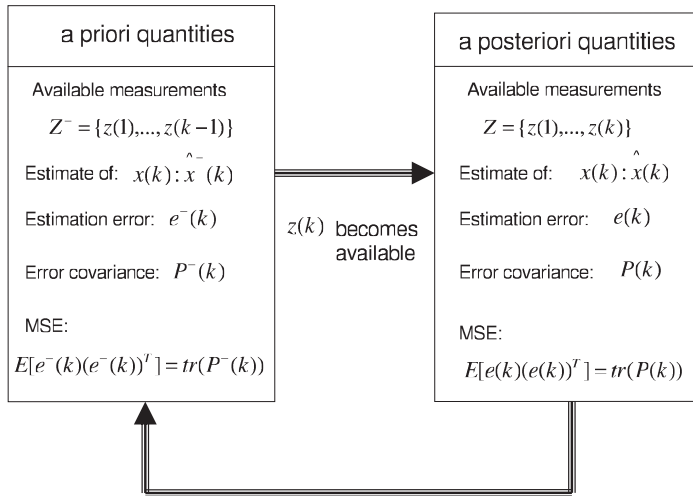 a priori quantities
Available measurements
Z⁻ = {z(1),...,z(k−1)}
Estimate of: x(k): x̂⁻(k)
Estimation error: e⁻(k)
Error covariance: P⁻(k)
MSE:
E[e⁻(k)(e⁻(k))ᵀ] = tr(P⁻(k))
z(k) becomes
available
a posteriori quantities
Available measurements
Z = {z(1),...,z(k)}
Estimate of: x(k): x̂(k)
Estimation error: e(k)
Error covariance: P(k)
MSE:
E[e(k)(e(k))ᵀ] = tr(P(k))